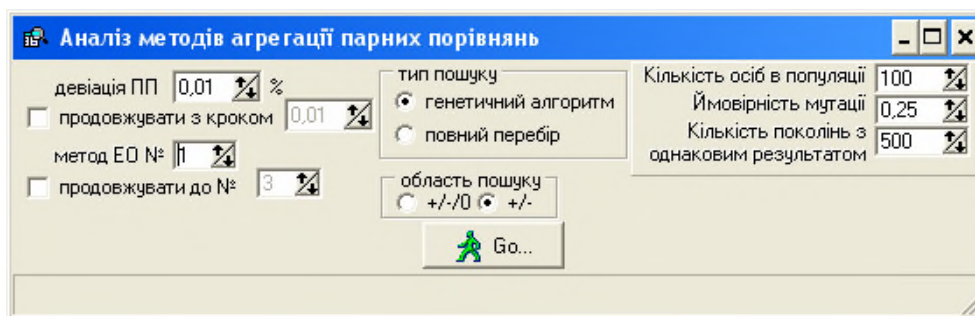 Аналіз методів агрегації парних порівнянь
девіація ПП 0,01 %
продовжувати з кроком 0,01
метод ЕО № 1
продовжувати до № 3
тип пошуку
генетичний алгоритм
повний перебір
область пошуку
+/-/0 +/-
Go...
Кількість осіб в популяції 100
Ймовірність мутації 0,25
Кількість поколінь з
однаковим результатом 500